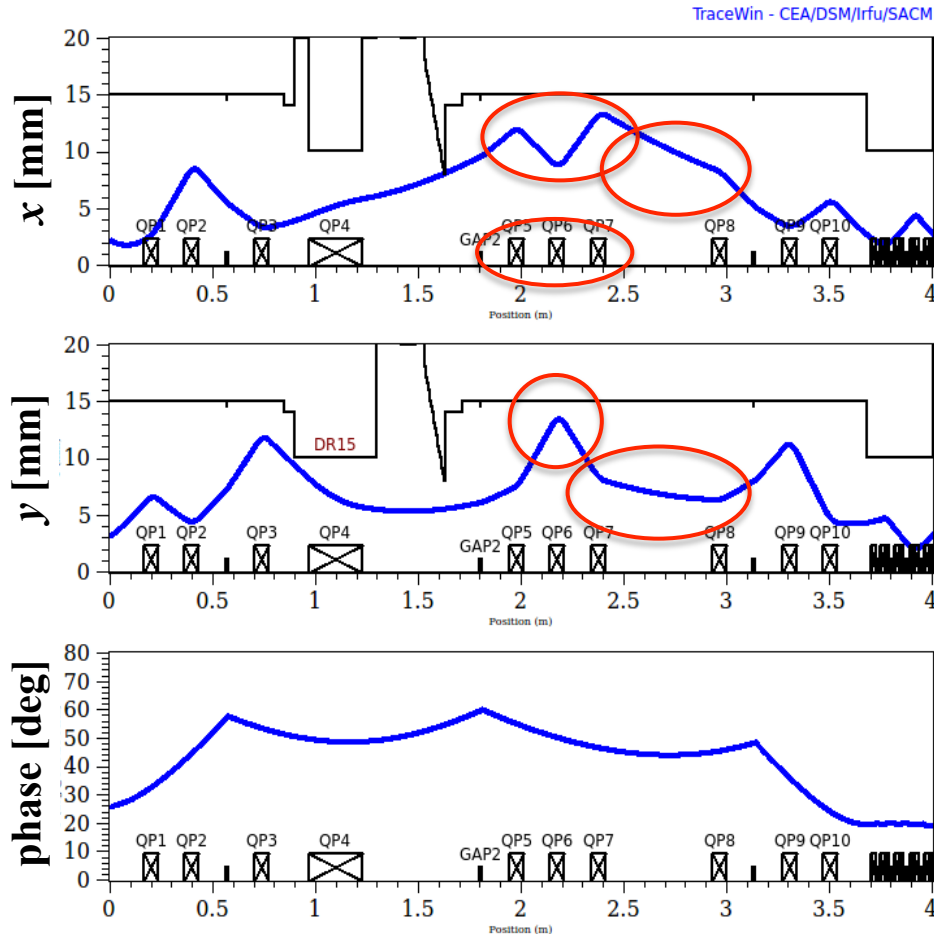 TraceWin - CEA/DSM/Irfu/SACM
x [mm]
20
15
10
5
0
QP1 QP2 QP3 QP4 GAP2 QP5 QP6 QP7 QP8 QP9 QP10
0 0.5 1 1.5 2 2.5 3 3.5 4
Position (m)
y [mm]
20
15
10
5
0
DR15
QP1 QP2 QP3 QP4 GAP2 QP5 QP6 QP7 QP8 QP9 QP10
0 0.5 1 1.5 2 2.5 3 3.5 4
Position (m)
phase [deg]
80
70
60
50
40
30
20
10
0
QP1 QP2 QP3 QP4 GAP2 QP5 QP6 QP7 QP8 QP9 QP10
0 0.5 1 1.5 2 2.5 3 3.5 4
Position (m)